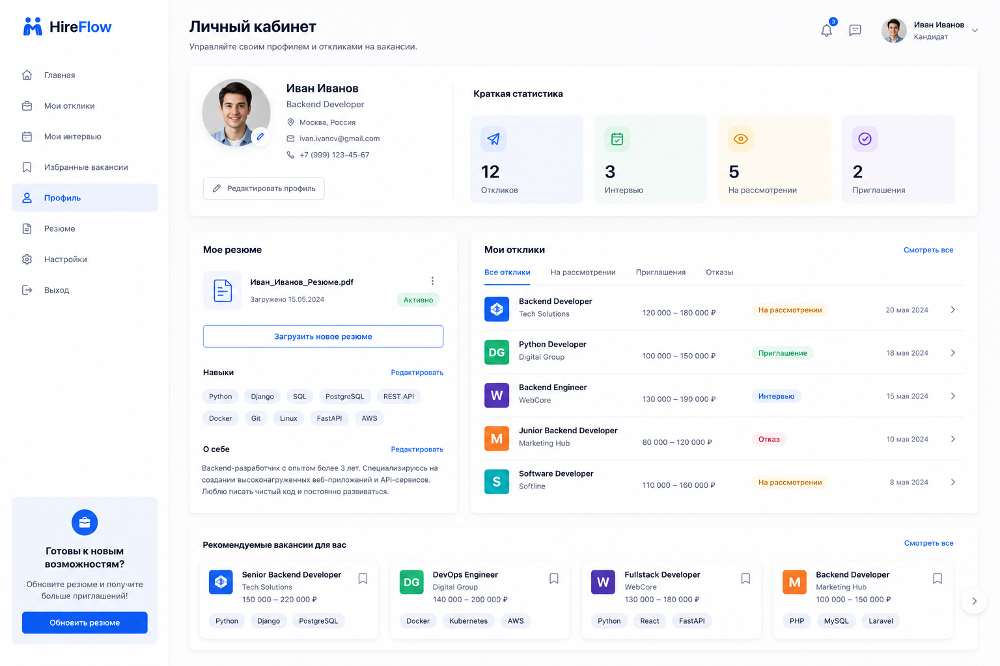 HireFlow
Главная
Мои отклики
Мои интервью
Избранные вакансии
Профиль
Резюме
Настройки
Выход
Готовы к новым
возможностям?
Обновите резюме и получите
больше приглашений!
Обновить резюме
Личный кабинет
Управляйте своим профилем и откликами на вакансии.
3
Иван Иванов
Кандидат
Иван Иванов
Backend Developer
Москва, Россия
ivan.ivanov@gmail.com
+7 (999) 123-45-67
Редактировать профиль
Краткая статистика
12
Откликов
3
Интервью
5
На рассмотрении
2
Приглашения
Мое резюме
Иван_Иванов_Резюме.pdf
Загружено 15.05.2024
Активно
Загрузить новое резюме
Навыки
Редактировать
Python Django SQL PostgreSQL REST API
Docker Git Linux FastAPI AWS
О себе
Редактировать
Backend-разработчик с опытом более 3 лет. Специализируюсь на
создании высоконагруженных веб-приложений и API-сервисов.
Люблю писать чистый код и постоянно развиваться.
Мои отклики
Смотреть все
Все отклики На рассмотрении Приглашения Отказы
Backend Developer
Tech Solutions
120 000 – 180 000 ₽
На рассмотрении
20 мая 2024
DG
Python Developer
Digital Group
100 000 – 150 000 ₽
Приглашение
18 мая 2024
W
Backend Engineer
WebCore
130 000 – 190 000 ₽
Интервью
15 мая 2024
M
Junior Backend Developer
Marketing Hub
80 000 – 120 000 ₽
Отказ
10 мая 2024
S
Software Developer
Softline
110 000 – 160 000 ₽
На рассмотрении
8 мая 2024
Рекомендуемые вакансии для вас
Смотреть все
Senior Backend Developer
Tech Solutions
150 000 – 220 000 ₽
Python Django PostgreSQL
DG
DevOps Engineer
Digital Group
140 000 – 200 000 ₽
Docker Kubernetes AWS
W
Fullstack Developer
WebCore
130 000 – 180 000 ₽
Python React FastAPI
M
Backend Developer
Marketing Hub
100 000 – 150 000 ₽
PHP MySQL Laravel